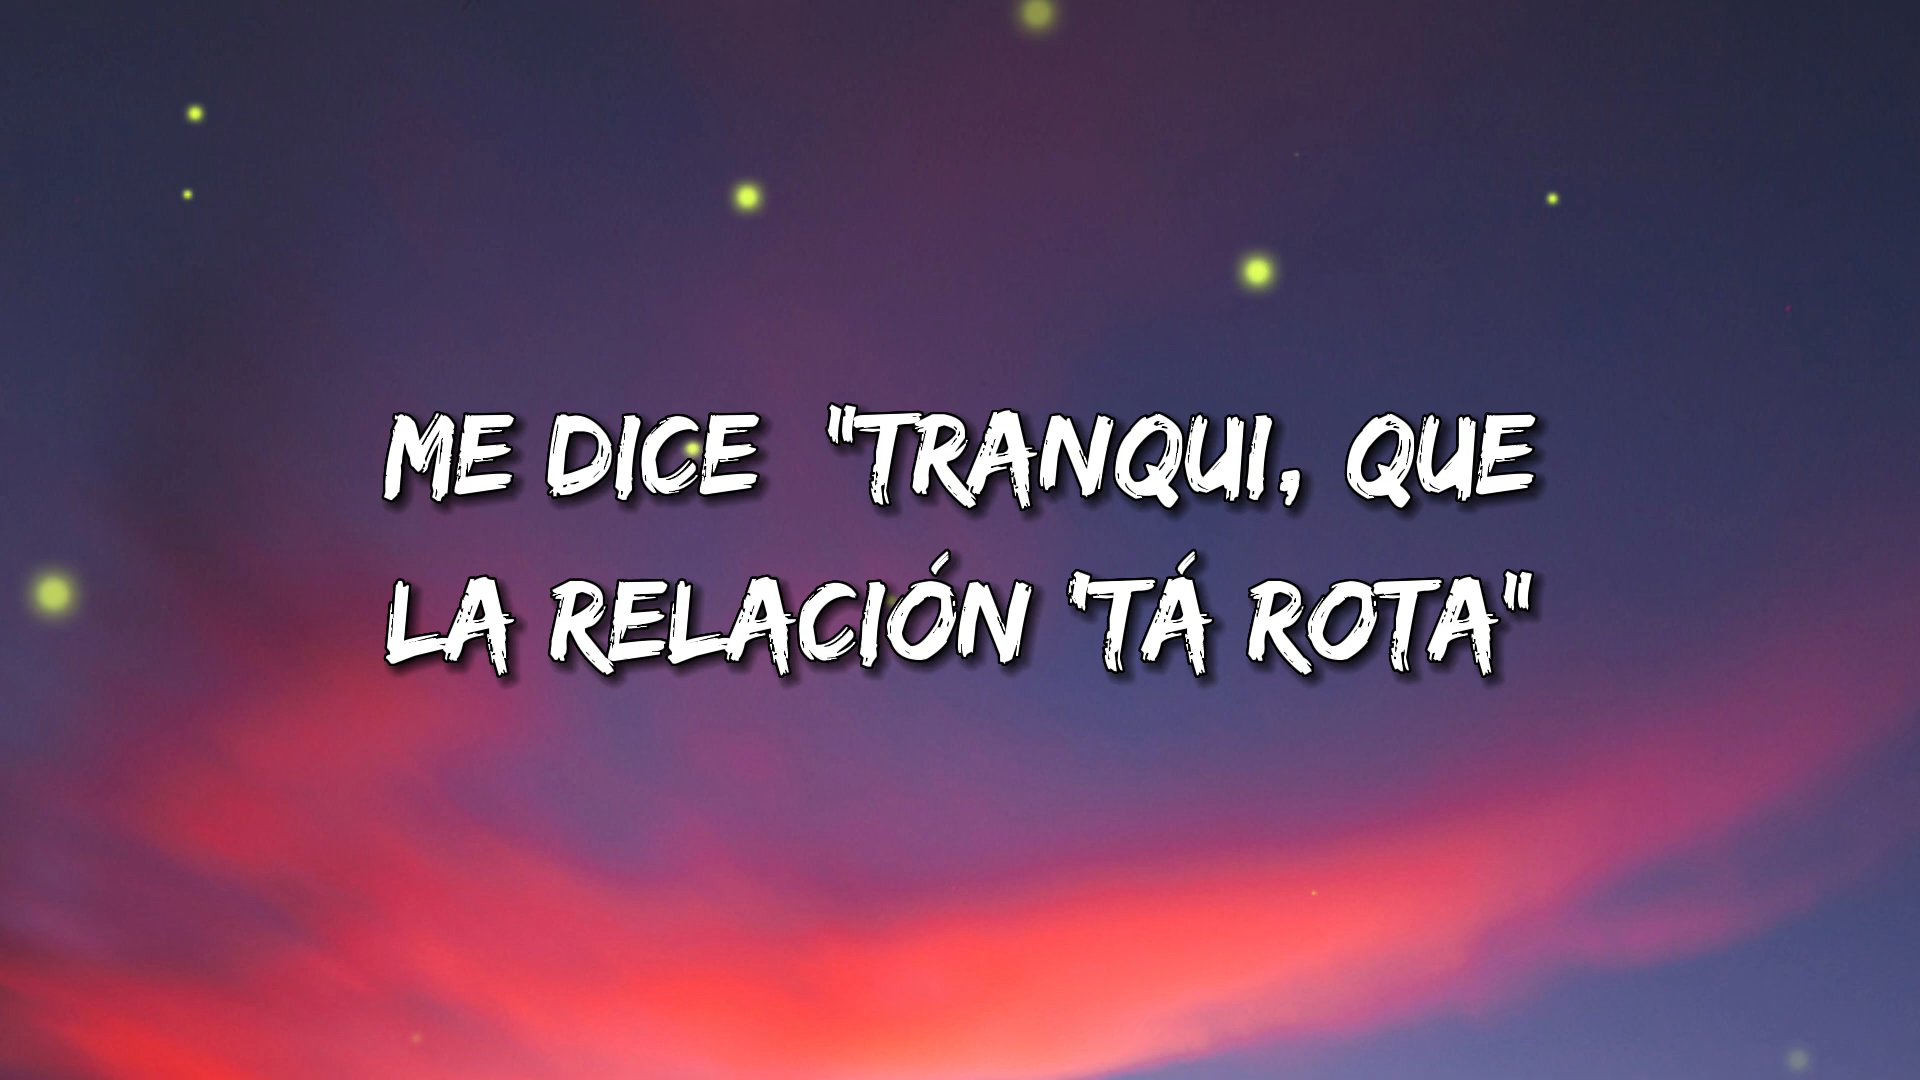 ME DICE "TRANQUI, QUE
LA RELACIÓN 'TÁ ROTA"